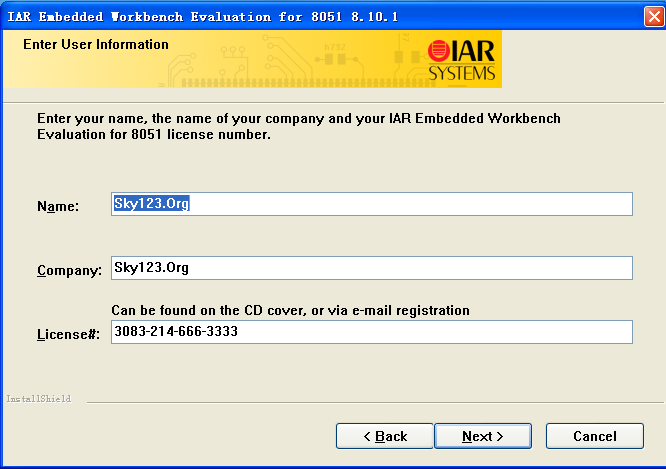 IAR Embedded Workbench Evaluation for 8051 8.10.1
Enter User Information
6732
IAR
SYSTEMS
Enter your name, the name of your company and your IAR Embedded Workbench
Evaluation for 8051 license number.
Name: Sky123.Org
Company: Sky123.Org
Can be found on the CD cover, or via e-mail registration
License#: 3083-214-666-3333
InstallShield
< Back Next > Cancel